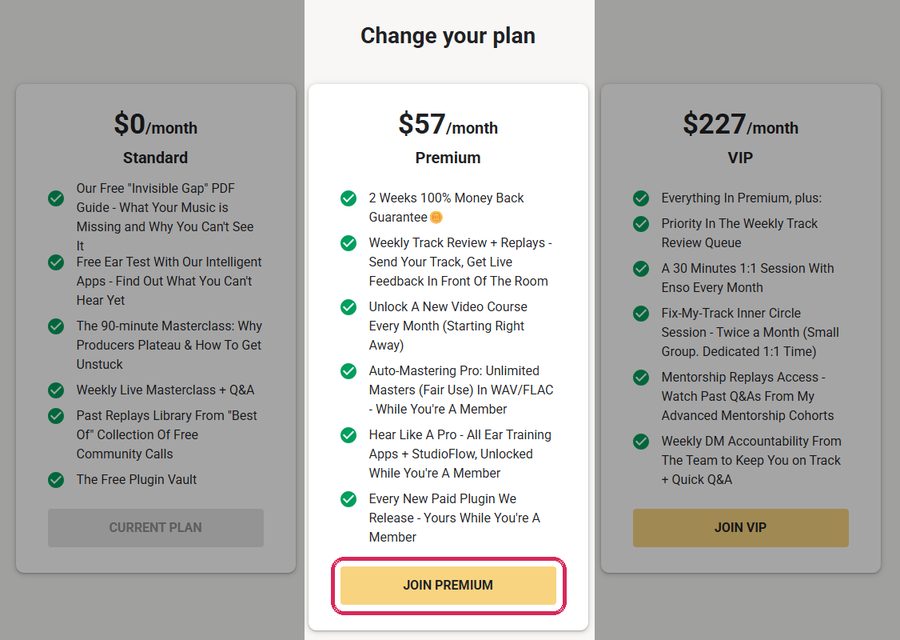 Change your plan
$0/month
Standard
Our Free "Invisible Gap" PDF
Guide - What Your Music is
Missing and Why You Can't See
It
Free Ear Test With Our Intelligent
Apps - Find Out What You Can't
Hear Yet
The 90-minute Masterclass: Why
Producers Plateau & How To Get
Unstuck
Weekly Live Masterclass + Q&A
Past Replays Library From "Best
Of" Collection Of Free
Community Calls
The Free Plugin Vault
CURRENT PLAN
$57/month
Premium
2 Weeks 100% Money Back
Guarantee
Weekly Track Review + Replays -
Send Your Track, Get Live
Feedback In Front Of The Room
Unlock A New Video Course
Every Month (Starting Right
Away)
Auto-Mastering Pro: Unlimited
Masters (Fair Use) In WAV/FLAC
- While You're A Member
Hear Like A Pro - All Ear Training
Apps + StudioFlow, Unlocked
While You're A Member
Every New Paid Plugin We
Release - Yours While You're A
Member
JOIN PREMIUM
$227/month
VIP
Everything In Premium, plus:
Priority In The Weekly Track
Review Queue
A 30 Minutes 1:1 Session With
Enso Every Month
Fix-My-Track Inner Circle
Session - Twice a Month (Small
Group. Dedicated 1:1 Time)
Mentorship Replays Access -
Watch Past Q&As From My
Advanced Mentorship Cohorts
Weekly DM Accountability From
The Team to Keep You on Track
+ Quick Q&A
JOIN VIP